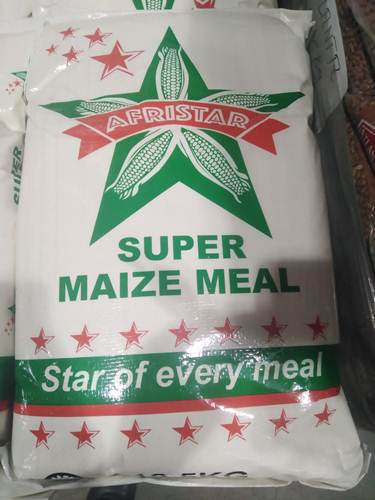 AFRISTAR
SUPER
MAIZE MEAL
Star of every meal